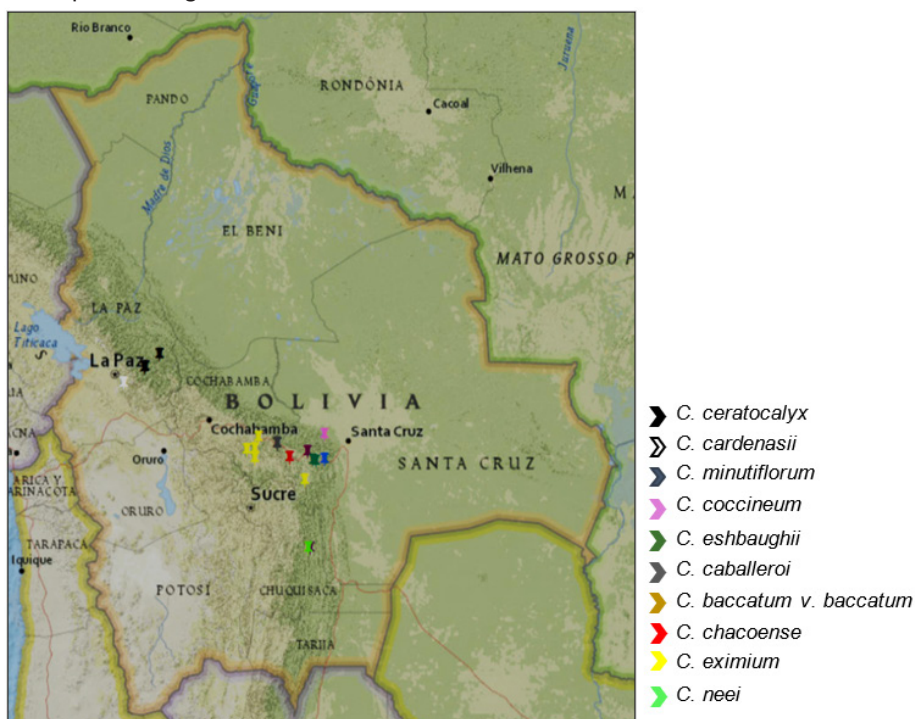 Rio Branco
PANDO
Madre de Dios
RONDÔNIA
Juruena
Cacoal
Vilhena
EL BENI
MATO GROSSO
LA PAZ
Lago
Titicaca
La Paz
COCHABAMBA
BOLIVIA
Cochabamba
Santa Cruz
Oruro
SANTA CRUZ
Sucre
ARICA Y
ORURO
TARAPACA
Iquique
POTOSÍ
CHUQUISACA
TARIJA
C. ceratocalyx
C. cardenasii
C. minutiflorum
C. coccineum
C. eshbaughii
C. caballeroi
C. baccatum v. baccatum
C. chacoense
C. eximium
C. neei